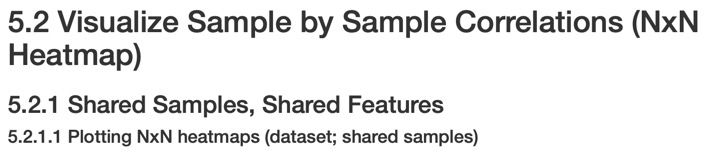 5.2 Visualize Sample by Sample Correlations (NxN
Heatmap)
5.2.1 Shared Samples, Shared Features
5.2.1.1 Plotting NxN heatmaps (dataset; shared samples)